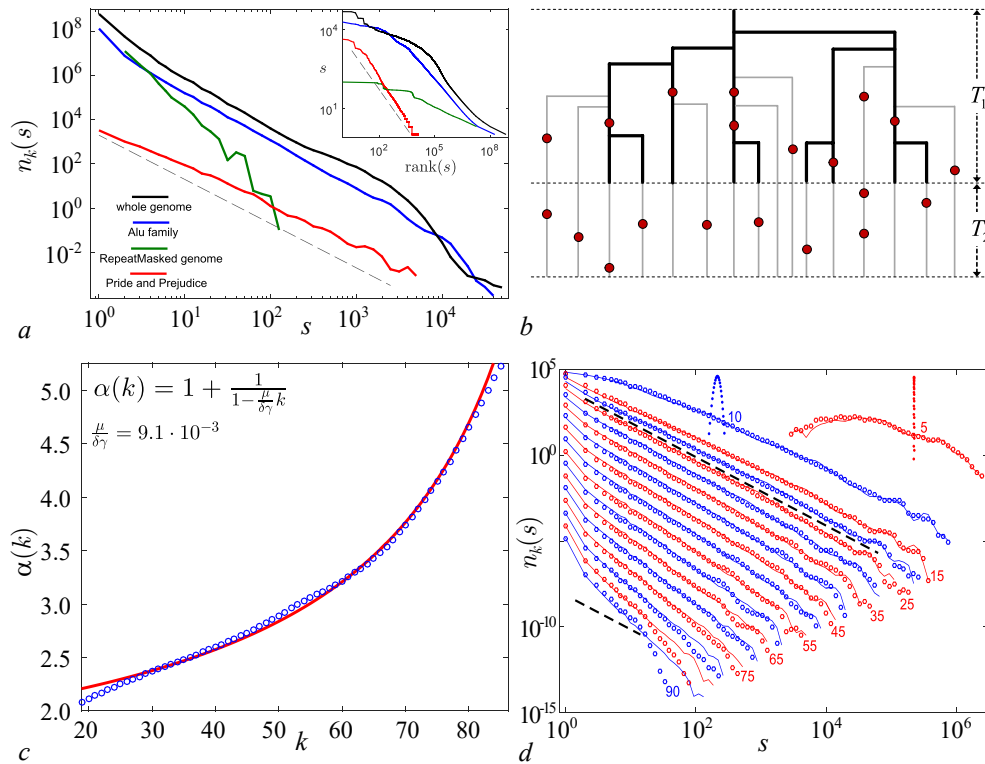 10^8
10^6
10^4
10^2
10^0
10^-2
n_k(s)
10^0
10^1
10^2
10^3
10^4
s
whole genome
Alu family
RepeatMasked genome
Pride and Prejudice
10^4
s
10^1
10^2
10^4
10^8
rank(s)
a
T_1
b
5.0
4.5
4.0
3.5
3.0
2.5
2.0
α(k)
α(k) = 1 + 1/(1-μ/δγ k)
μ/δγ = 9.1 · 10^-3
20
30
40
50
60
70
80
k
c
10^5
10^0
10^-10
10^-15
n_k(s)
10
5
15
25
35
45
55
65
75
90
10^0
10^2
10^4
10^6
s
d